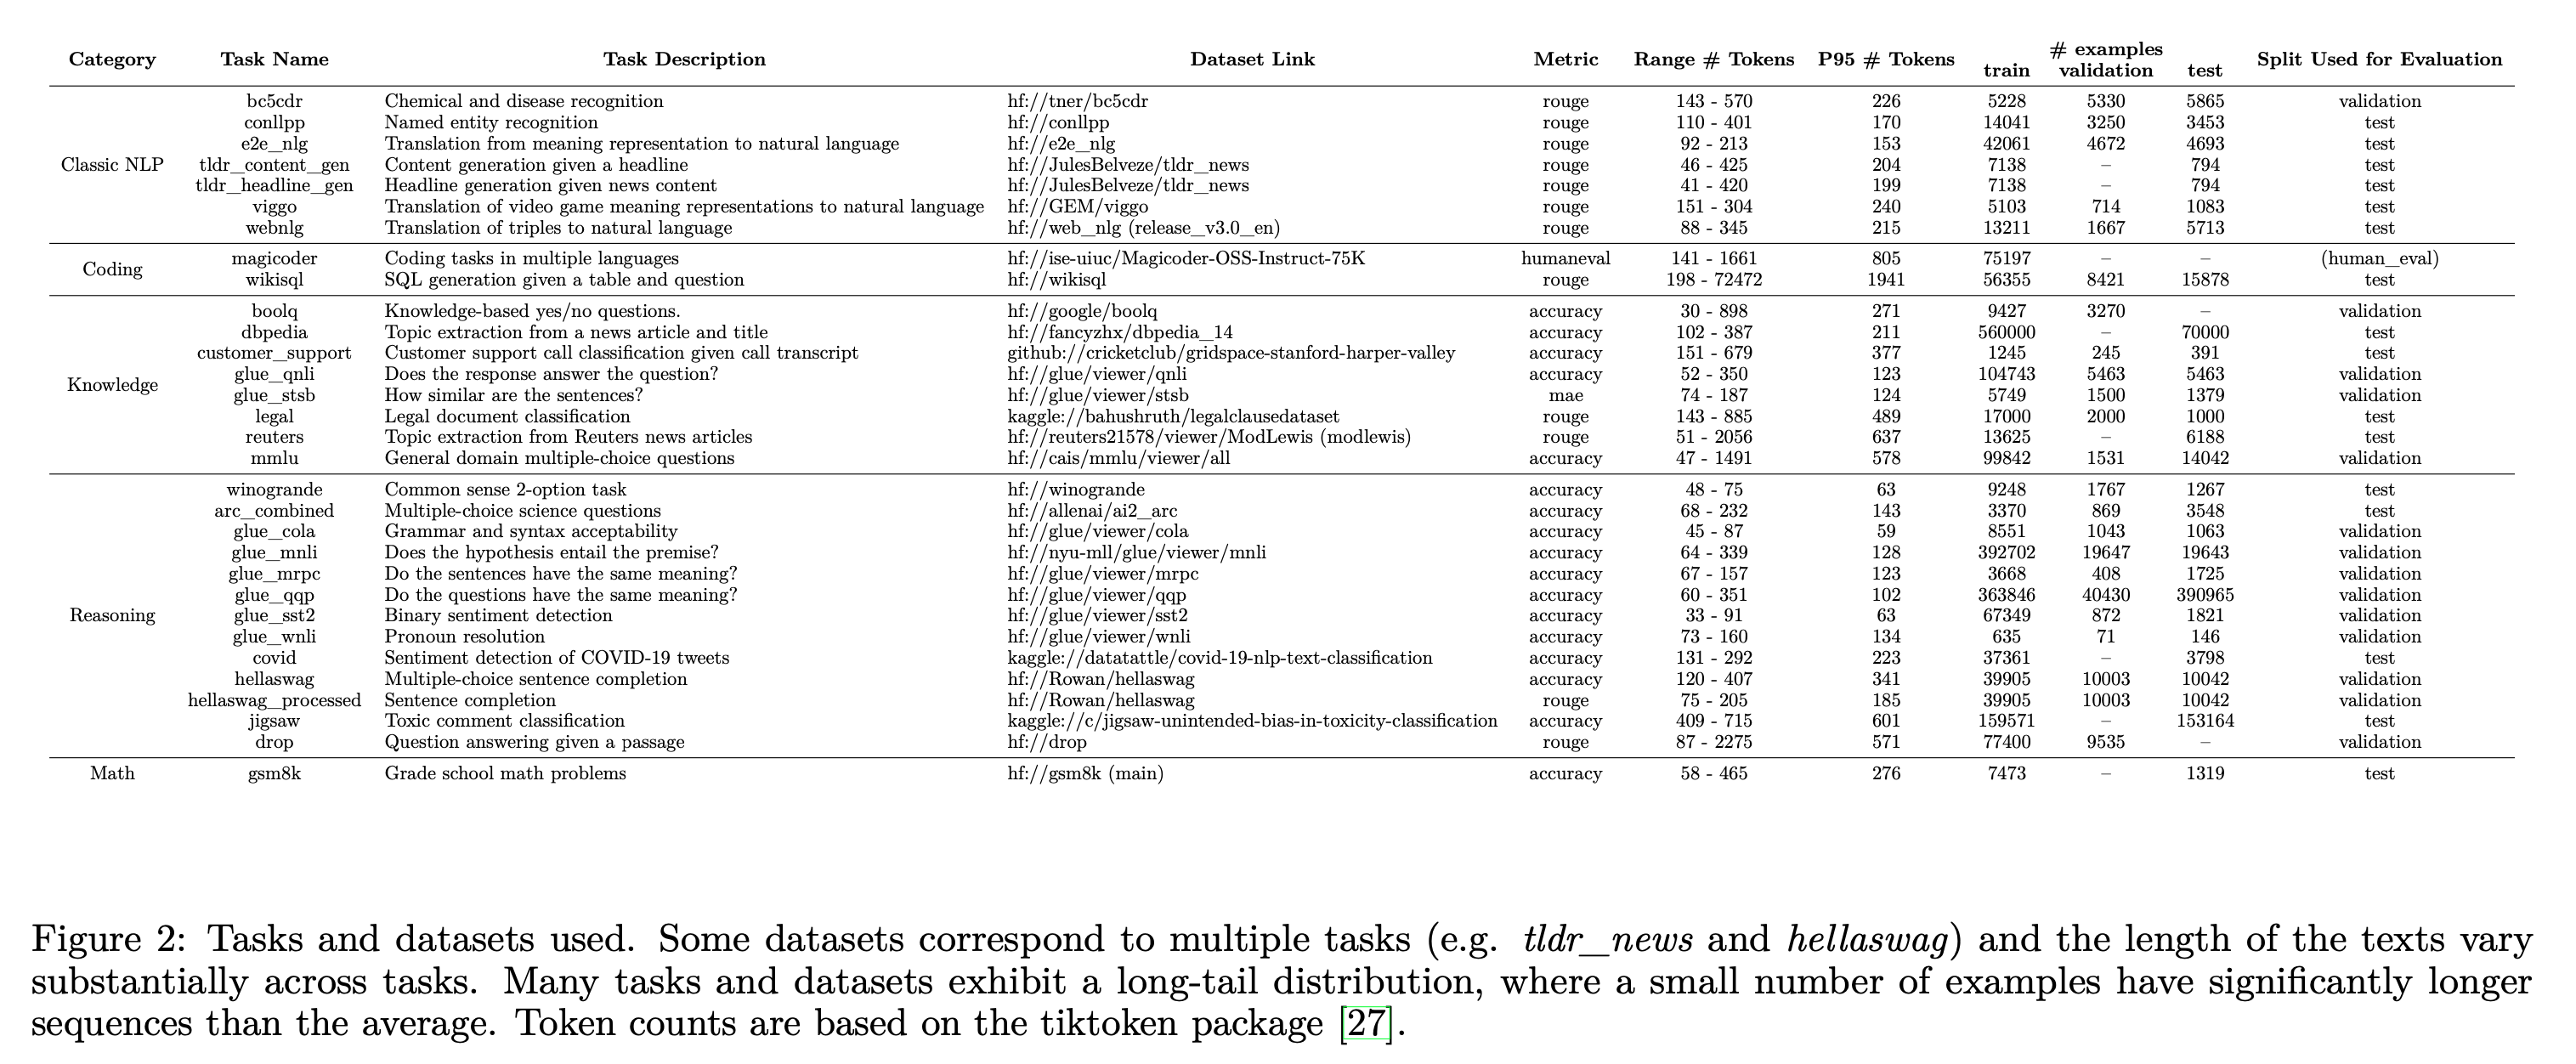 Category Task Name Task Description Dataset Link Metric Range # Tokens P95 # Tokens # examples Split Used for Evaluation
train validation test
bc5cdr Chemical and disease recognition hf://tner/bc5cdr rouge 143 - 570 226 5228 5330 5865 validation
conllpp Named entity recognition hf://conllpp rouge 110 - 401 170 14041 3250 3453 test
e2e_nlg Translation from meaning representation to natural language hf://e2e_nlg rouge 92 - 213 153 42061 4672 4693 test
Classic NLP tldr_content_gen Content generation given a headline hf://JulesBelveze/tldr_news rouge 46 - 425 204 7138 – 794 test
tldr_headline_gen Headline generation given news content hf://JulesBelveze/tldr_news rouge 41 - 420 199 7138 – 794 test
viggo Translation of video game meaning representations to natural language hf://GEM/viggo rouge 151 - 304 240 5103 714 1083 test
webnlg Translation of triples to natural language hf://web_nlg (release_v3.0_en) rouge 88 - 345 215 13211 1667 5713 test
Coding magicoder Coding tasks in multiple languages hf://ise-uiuc/Magicoder-OSS-Instruct-75K humaneval 141 - 1661 805 75197 – – (human_eval)
wikisql SQL generation given a table and question hf://wikisql rouge 198 - 72472 1941 56355 8421 15878 test
boolq Knowledge-based yes/no questions. hf://google/boolq accuracy 30 - 898 271 9427 3270 – validation
dbpedia Topic extraction from a news article and title hf://fancyzhx/dbpedia_14 accuracy 102 - 387 211 560000 – 70000 test
customer_support Customer support call classification given call transcript github://cricketclub/gridspace-stanford-harper-valley accuracy 151 - 679 377 1245 245 391 test
Knowledge glue_qnli Does the response answer the question? hf://glue/viewer/qnli accuracy 52 - 350 123 104743 5463 5463 validation
glue_stsb How similar are the sentences? hf://glue/viewer/stsb mae 74 - 187 124 5749 1500 1379 validation
legal Legal document classification kaggle://bahushruth/legalclausedataset rouge 143 - 885 489 17000 2000 1000 test
reuters Topic extraction from Reuters news articles hf://reuters21578/viewer/ModLewis (modlewis) rouge 51 - 2056 637 13625 – 6188 test
mmlu General domain multiple-choice questions hf://cais/mmlu/viewer/all accuracy 47 - 1491 578 99842 1531 14042 validation
winogrande Common sense 2-option task hf://winogrande accuracy 48 - 75 63 9248 1767 1267 test
arc_combined Multiple-choice science questions hf://allenai/ai2_arc accuracy 68 - 232 143 3370 869 3548 test
glue_cola Grammar and syntax acceptability hf://glue/viewer/cola accuracy 45 - 87 59 8551 1043 1063 validation
glue_mnli Does the hypothesis entail the premise? hf://nyu-mll/glue/viewer/mnli accuracy 64 - 339 128 392702 19647 19643 validation
glue_mrpc Do the sentences have the same meaning? hf://glue/viewer/mrpc accuracy 67 - 157 123 3668 408 1725 validation
glue_qqp Do the questions have the same meaning? hf://glue/viewer/qqp accuracy 60 - 351 102 363846 40430 390965 validation
Reasoning glue_sst2 Binary sentiment detection hf://glue/viewer/sst2 accuracy 33 - 91 63 67349 872 1821 validation
glue_wnli Pronoun resolution hf://glue/viewer/wnli accuracy 73 - 160 134 635 71 146 validation
covid Sentiment detection of COVID-19 tweets kaggle://datatattle/covid-19-nlp-text-classification accuracy 131 - 292 223 37361 – 3798 test
hellaswag Multiple-choice sentence completion hf://Rowan/hellaswag accuracy 120 - 407 341 39905 10003 10042 validation
hellaswag_processed Sentence completion hf://Rowan/hellaswag rouge 75 - 205 185 39905 10003 10042 validation
jigsaw Toxic comment classification kaggle://c/jigsaw-unintended-bias-in-toxicity-classification accuracy 409 - 715 601 159571 – 153164 test
drop Question answering given a passage hf://drop rouge 87 - 2275 571 77400 9535 – validation
Math gsm8k Grade school math problems hf://gsm8k (main) accuracy 58 - 465 276 7473 – 1319 test
Figure 2: Tasks and datasets used. Some datasets correspond to multiple tasks (e.g. tldr_news and hellaswag) and the length of the texts vary
substantially across tasks. Many tasks and datasets exhibit a long-tail distribution, where a small number of examples have significantly longer
sequences than the average. Token counts are based on the tiktoken package [27].